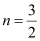 n = 3/2